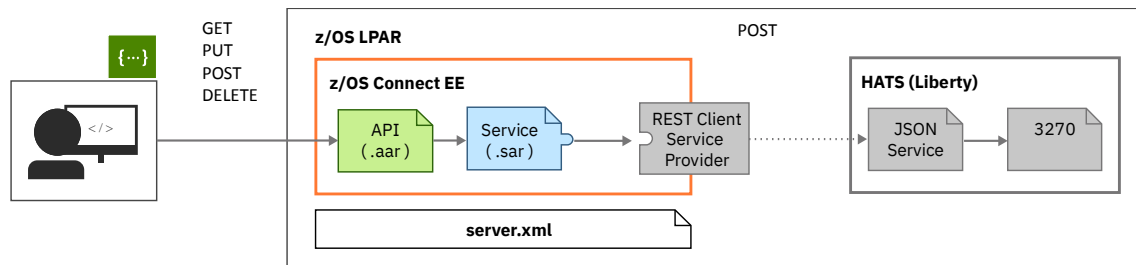 {···}
GET
PUT
POST
DELETE
</>
z/OS LPAR
POST
z/OS Connect EE
API
( .aar )
Service
( .sar )
REST Client
Service
Provider
HATS (Liberty)
JSON
Service
3270
server.xml